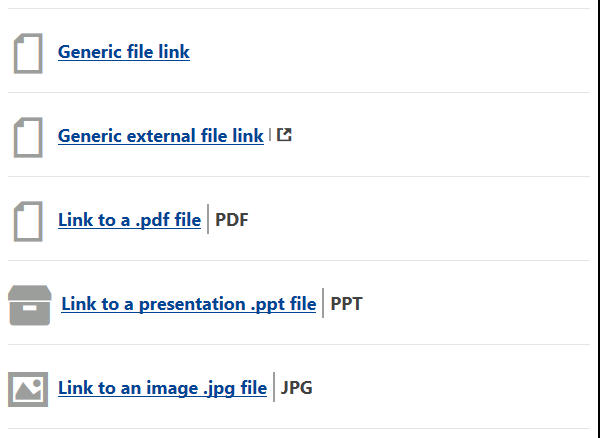 Generic file link
Generic external file link
Link to a .pdf file | PDF
Link to a presentation .ppt file | PPT
Link to an image .jpg file | JPG